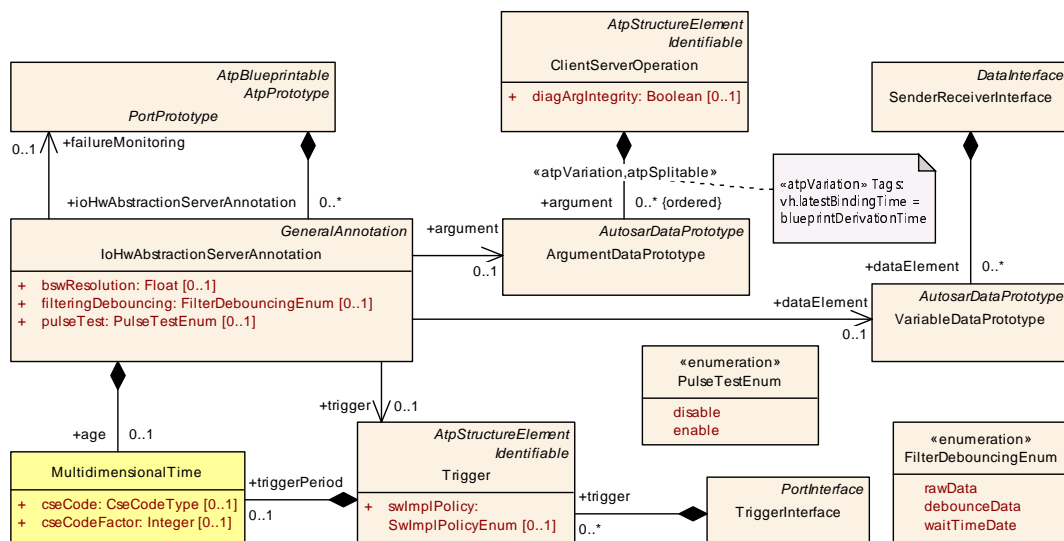 AtpBlueprintable
AtpPrototype
PortPrototype
AtpStructureElement
Identifiable
ClientServerOperation
+ diagArgIntegrity: Boolean [0..1]
DataInterface
SenderReceiverInterface
0..1
+failureMonitoring
+ioHwAbstractionServerAnnotation
0..*
«atpVariation,atpSplitable»
+argument
0..* {ordered}
«atpVariation» Tags:
vh.latestBindingTime =
blueprintDerivationTime
GeneralAnnotation
IoHwAbstractionServerAnnotation
+ bswResolution: Float [0..1]
+ filteringDebouncing: FilterDebouncingEnum [0..1]
+ pulseTest: PulseTestEnum [0..1]
+argument
0..1
AutosarDataPrototype
ArgumentDataPrototype
+dataElement
0..*
+dataElement
0..1
AutosarDataPrototype
VariableDataPrototype
«enumeration»
PulseTestEnum
disable
enable
+age
0..1
+trigger
0..1
«enumeration»
FilterDebouncingEnum
rawData
debounceData
waitTimeDate
MultidimensionalTime
+ cseCode: CseCodeType [0..1]
+ cseCodeFactor: Integer [0..1]
+triggerPeriod
0..1
AtpStructureElement
Identifiable
Trigger
+ swImplPolicy:
SwImplPolicyEnum [0..1]
+trigger
0..*
PortInterface
TriggerInterface